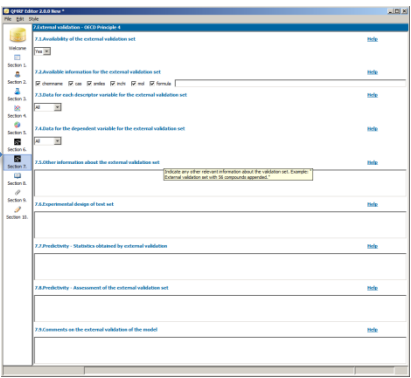 QMRF Editor 2.0.0 New *
File Edit Style
7.External validation - OECD Principle 4
Welcome
Section 1.
Section 2.
Section 3.
Section 4.
Section 5.
Section 6.
Section 7.
Section 8.
Section 9.
Section 10.
7.1.Availability of the external validation set Help
Yes
7.2.Available information for the external validation set Help
chemname cas smiles inchi mol formula
7.3.Data for each descriptor variable for the external validation set Help
All
7.4.Data for the dependent variable for the external validation set Help
All
7.5.Other information about the external validation set Help
Indicate any other relevant information about the validation set. Example: "
External validation set with 56 compounds appended."
7.6.Experimental design of test set Help
7.7.Predictivity - Statistics obtained by external validation Help
7.8.Predictivity - Assessment of the external validation set Help
7.9.Comments on the external validation of the model Help